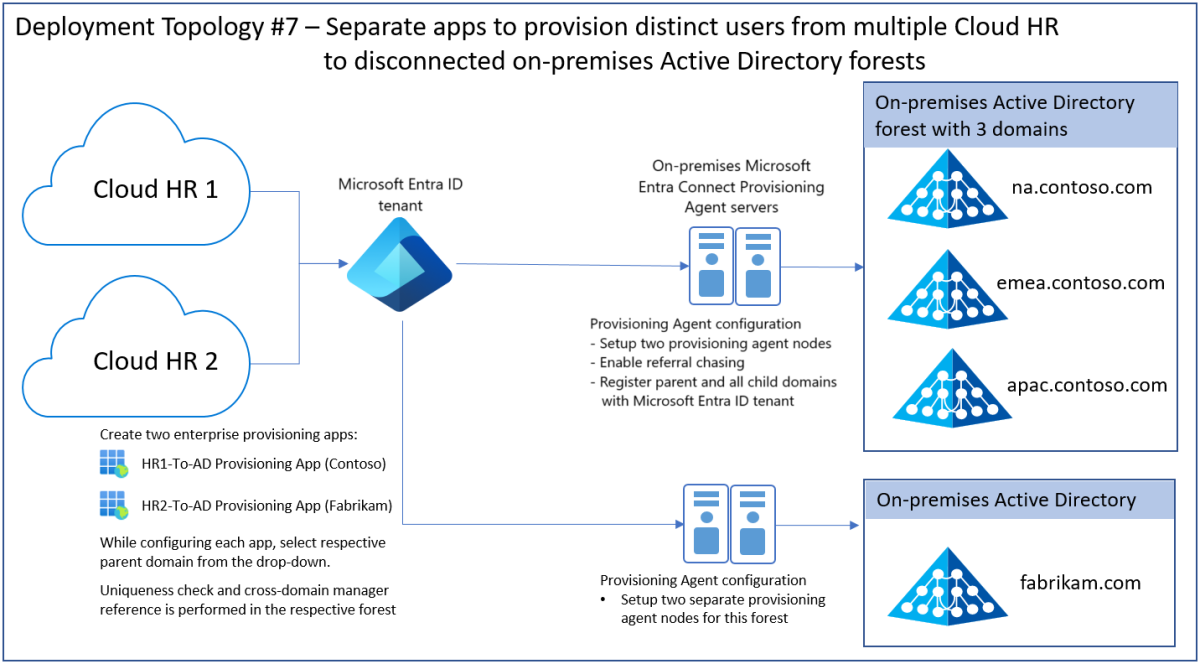 Deployment Topology #7 – Separate apps to provision distinct users from multiple Cloud HR
to disconnected on-premises Active Directory forests
Cloud HR 1
Cloud HR 2
Microsoft Entra ID
tenant
On-premises Microsoft
Entra Connect Provisioning
Agent servers
On-premises Active Directory
forest with 3 domains
na.contoso.com
emea.contoso.com
apac.contoso.com
Provisioning Agent configuration
- Setup two provisioning agent nodes
- Enable referral chasing
- Register parent and all child domains
with Microsoft Entra ID tenant
Create two enterprise provisioning apps:
HR1-To-AD Provisioning App (Contoso)
HR2-To-AD Provisioning App (Fabrikam)
While configuring each app, select respective
parent domain from the drop-down.
Uniqueness check and cross-domain manager
reference is performed in the respective forest
Provisioning Agent configuration
• Setup two separate provisioning
agent nodes for this forest
On-premises Active Directory
fabrikam.com